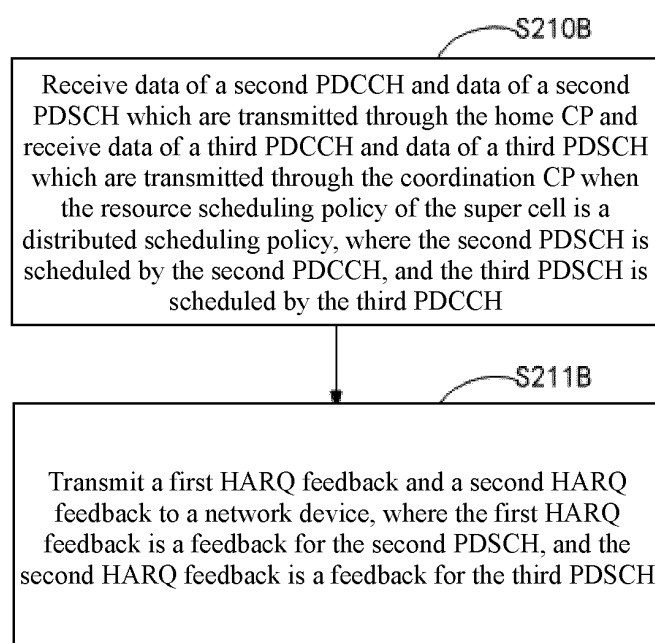 S210B
Receive data of a second PDCCH and data of a second
PDSCH which are transmitted through the home CP and
receive data of a third PDCCH and data of a third PDSCH
which are transmitted through the coordination CP when
the resource scheduling policy of the super cell is a
distributed scheduling policy, where the second PDSCH is
scheduled by the second PDCCH, and the third PDSCH is
scheduled by the third PDCCH
S211B
Transmit a first HARQ feedback and a second HARQ
feedback to a network device, where the first HARQ
feedback is a feedback for the second PDSCH, and the
second HARQ feedback is a feedback for the third PDSCH